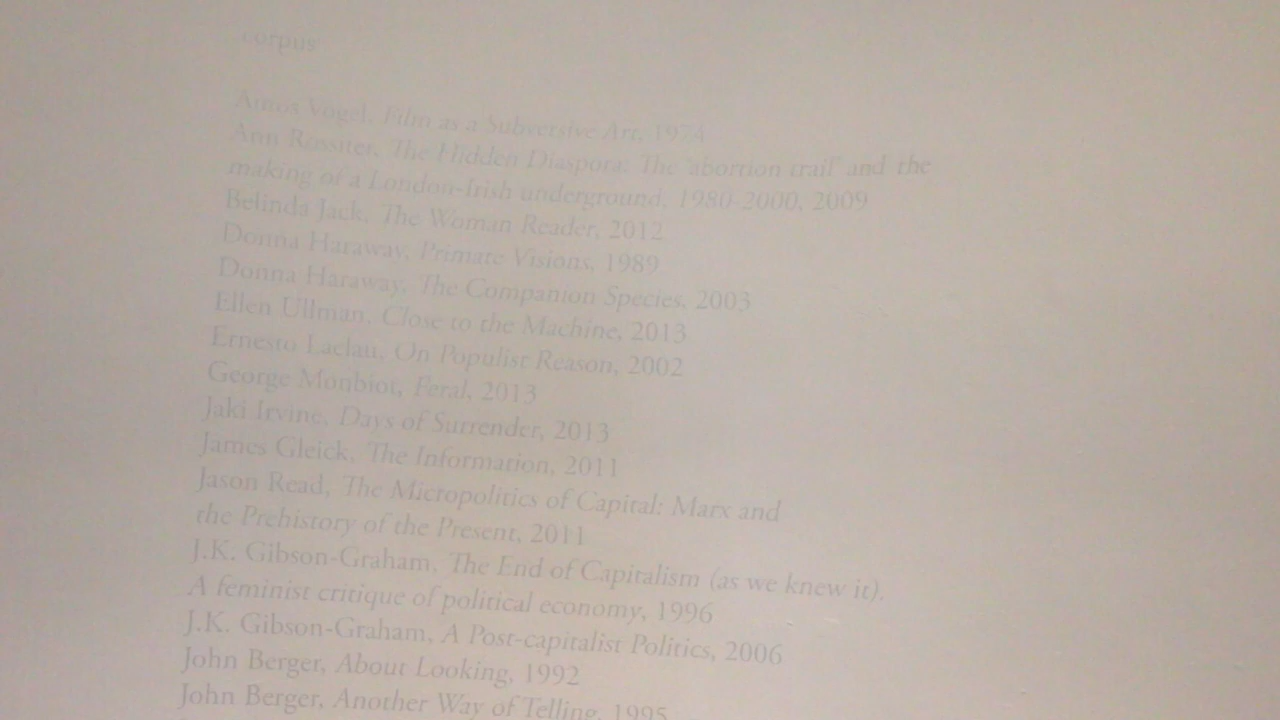 corpus
Amos Vogel, Film as a Subversive Art, 1974
Ann Rossiter, The Hidden Diaspora. The 'abortion trail' and the
making of a London-Irish underground, 1980-2000, 2009
Belinda Jack, The Woman Reader, 2012
Donna Haraway, Primate Visions, 1989
Donna Haraway, The Companion Species, 2003
Ellen Ullman, Close to the Machine, 2013
Ernesto Laclau, On Populist Reason, 2002
George Monbiot, Feral, 2013
Jaki Irvine, Days of Surrender, 2013
James Gleick, The Information, 2011
Jason Read, The Micropolitics of Capital: Marx and
the Prehistory of the Present, 2011
J.K. Gibson-Graham, The End of Capitalism (as we knew it).
A feminist critique of political economy, 1996
J.K. Gibson-Graham, A Post-capitalist Politics, 2006
John Berger, About Looking, 1992
John Berger, Another Way of Telling, 1995